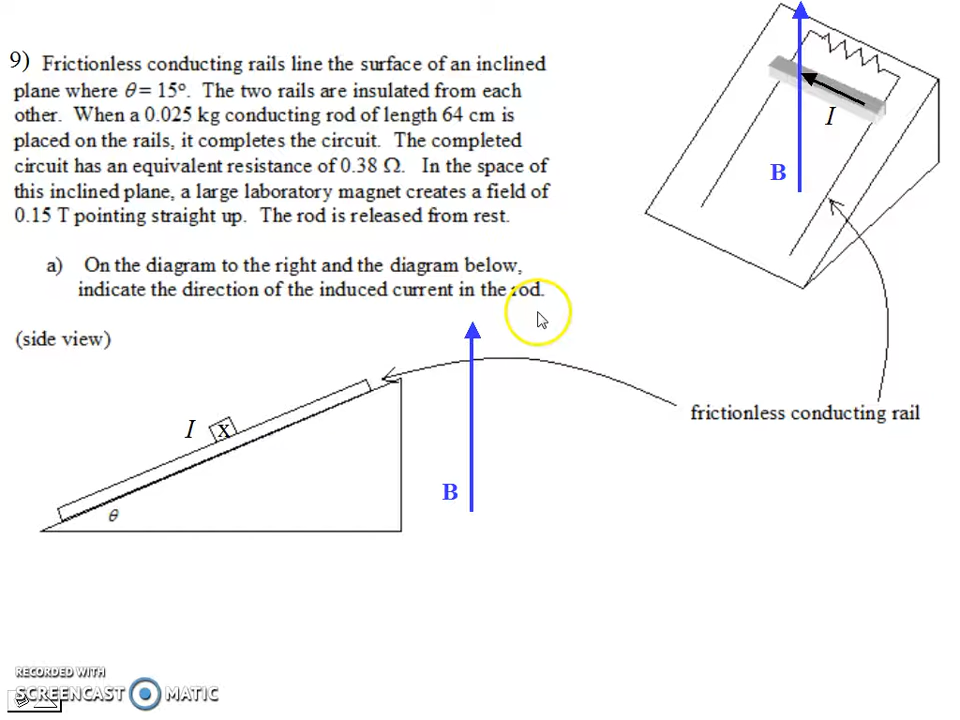 9) Frictionless conducting rails line the surface of an inclined
plane where θ = 15°. The two rails are insulated from each
other. When a 0.025 kg conducting rod of length 64 cm is
placed on the rails, it completes the circuit. The completed
circuit has an equivalent resistance of 0.38 Ω. In the space of
this inclined plane, a large laboratory magnet creates a field of
0.15 T pointing straight up. The rod is released from rest.
I
B
a) On the diagram to the right and the diagram below,
indicate the direction of the induced current in the rod.
(side view)
frictionless conducting rail
I x
B
θ
RECORDED WITH
SCREENCAST MATIC